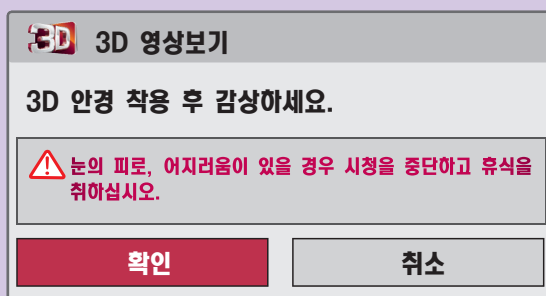 3D 3D 영상보기
3D 안경 착용 후 감상하세요.
눈의 피로, 어지러움이 있을 경우 시청을 중단하고 휴식을
취하십시오.
확인 취소